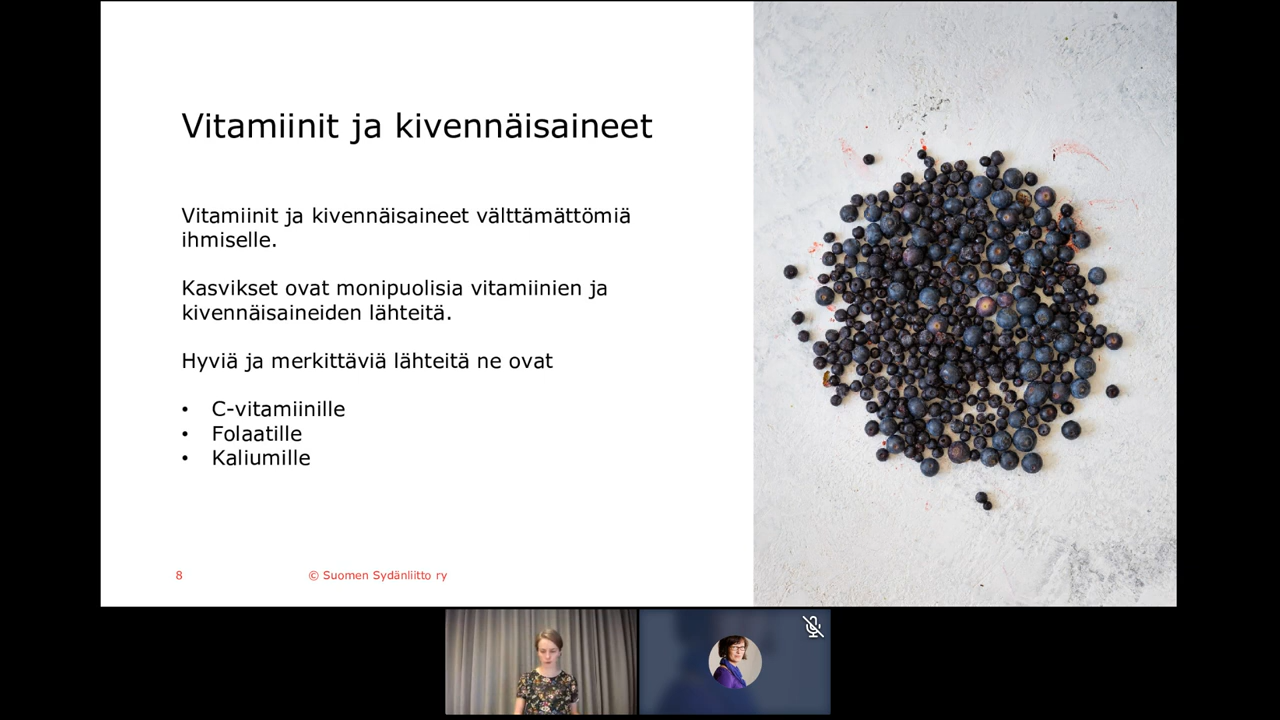 Vitamiinit ja kivennäisaineet
Vitamiinit ja kivennäisaineet välttämättömiä
ihmiselle.
Kasvikset ovat monipuolisia vitamiinien ja
kivennäisaineiden lähteitä.
Hyviä ja merkittäviä lähteitä ne ovat
• C-vitamiinille
• Folaatille
• Kaliumille
8
© Suomen Sydänliitto ry